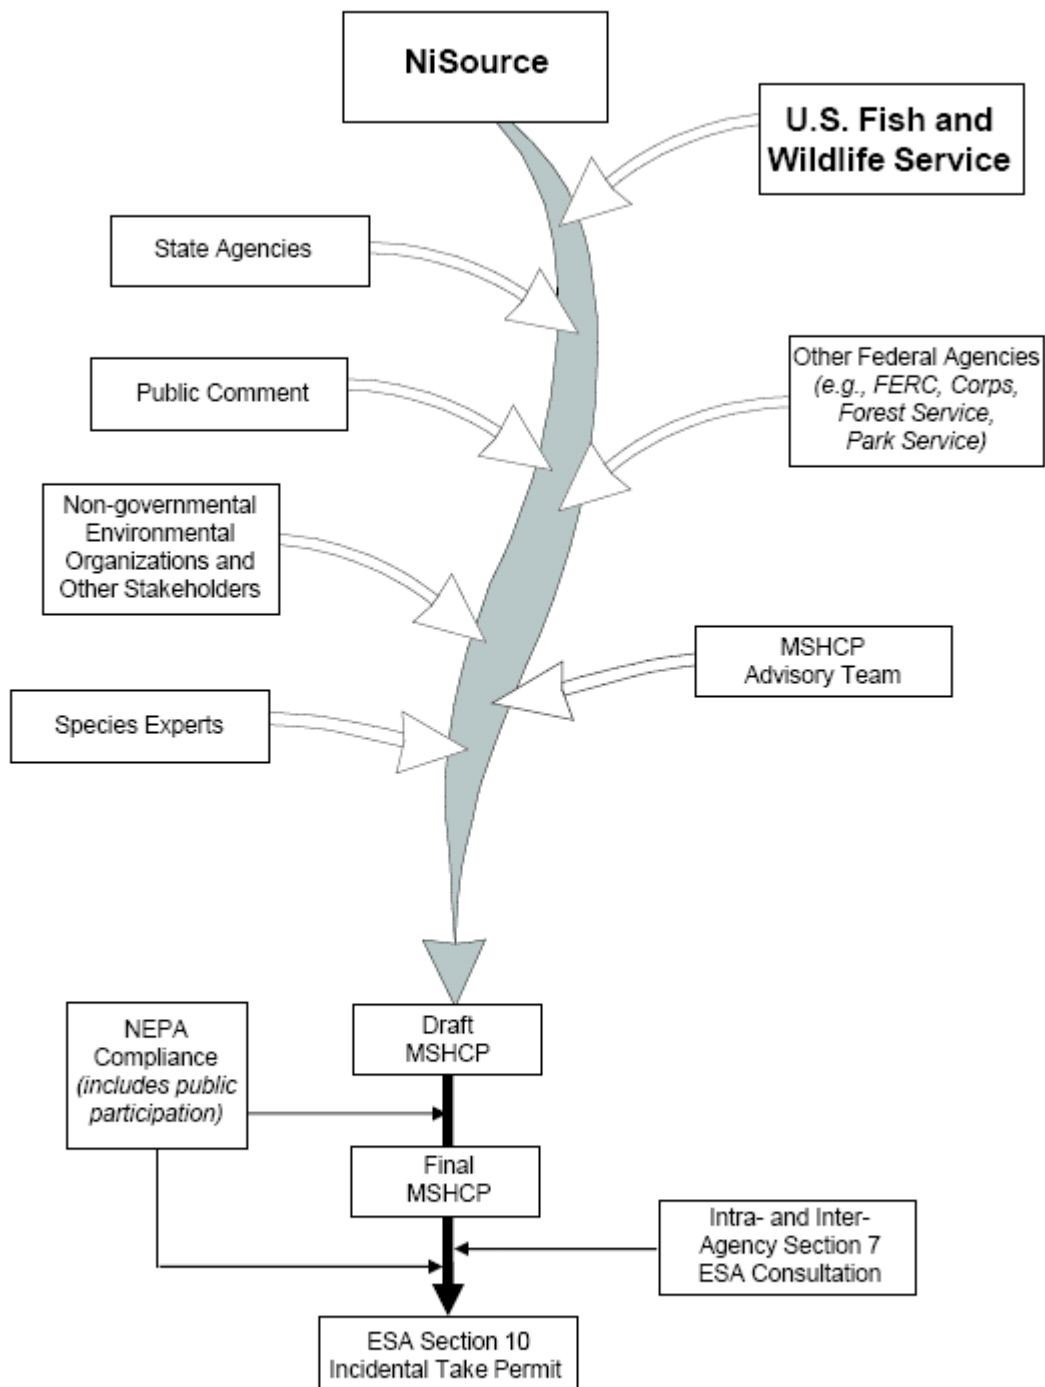 NiSource
U.S. Fish and
Wildlife Service
State Agencies
Other Federal Agencies
(e.g., FERC, Corps,
Forest Service,
Park Service)
Public Comment
Non-governmental
Environmental
Organizations and
Other Stakeholders
MSHCP
Advisory Team
Species Experts
Draft
MSHCP
NEPA
Compliance
(includes public
participation)
Final
MSHCP
Intra- and Inter-
Agency Section 7
ESA Consultation
ESA Section 10
Incidental Take Permit